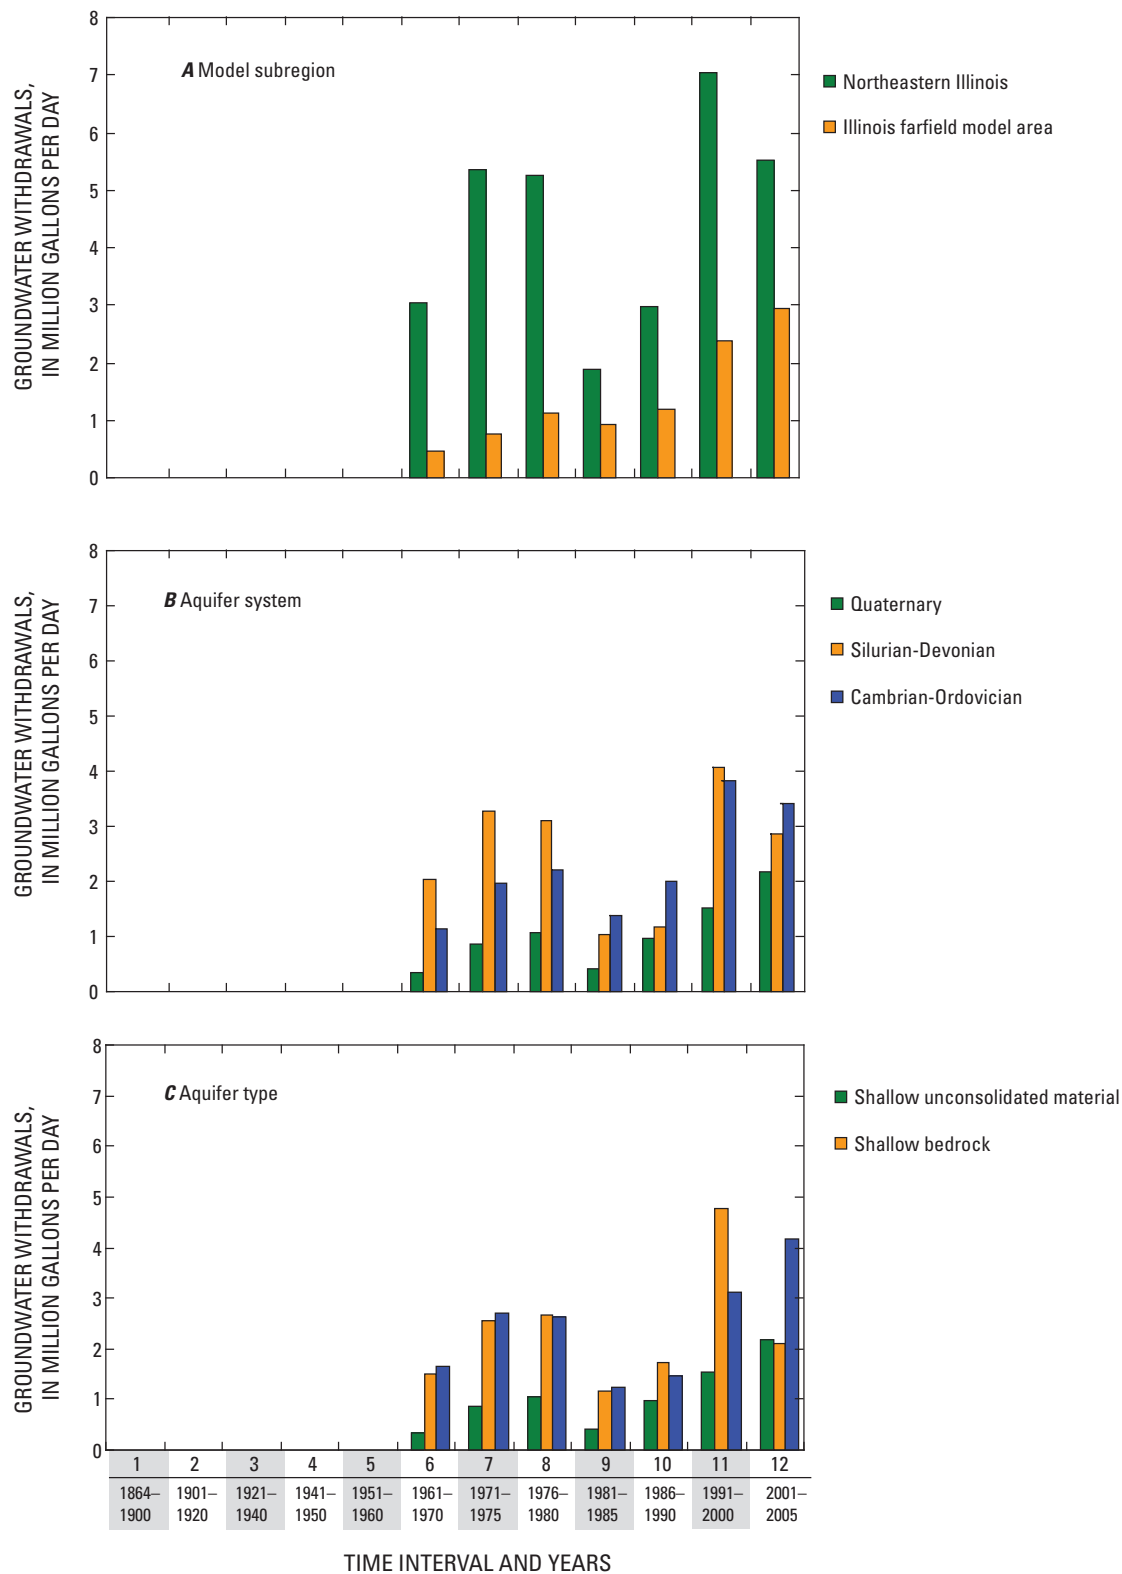 GROUNDWATER WITHDRAWALS,
IN MILLION GALLONS PER DAY
8
7
6
5
4
3
2
1
0
A Model subregion
Northeastern Illinois
Illinois farfield model area
GROUNDWATER WITHDRAWALS,
IN MILLION GALLONS PER DAY
8
7
6
5
4
3
2
1
0
B Aquifer system
Quaternary
Silurian-Devonian
Cambrian-Ordovician
GROUNDWATER WITHDRAWALS,
IN MILLION GALLONS PER DAY
8
7
6
5
4
3
2
1
0
C Aquifer type
Shallow unconsolidated material
Shallow bedrock
1 2 3 4 5 6 7 8 9 10 11 12
1864– 1901– 1921– 1941– 1951– 1961– 1971– 1976– 1981– 1986– 1991– 2001–
1900 1920 1940 1950 1960 1970 1975 1980 1985 1990 2000 2005
TIME INTERVAL AND YEARS